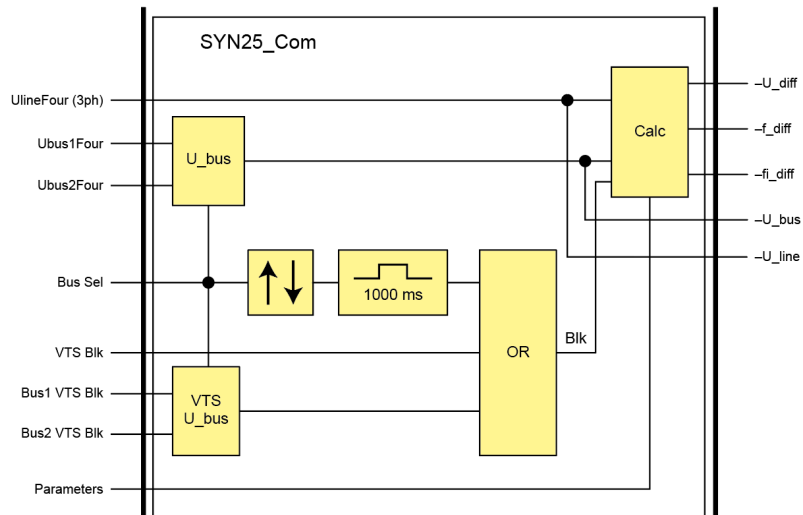 SYN25_Com
UlineFour (3ph)
Ubus1Four
Ubus2Four
Bus Sel
VTS Blk
Bus1 VTS Blk
Bus2 VTS Blk
Parameters
U_bus
1000 ms
VTS
U_bus
OR
Blk
Calc
–U_diff
–f_diff
–fi_diff
–U_bus
–U_line